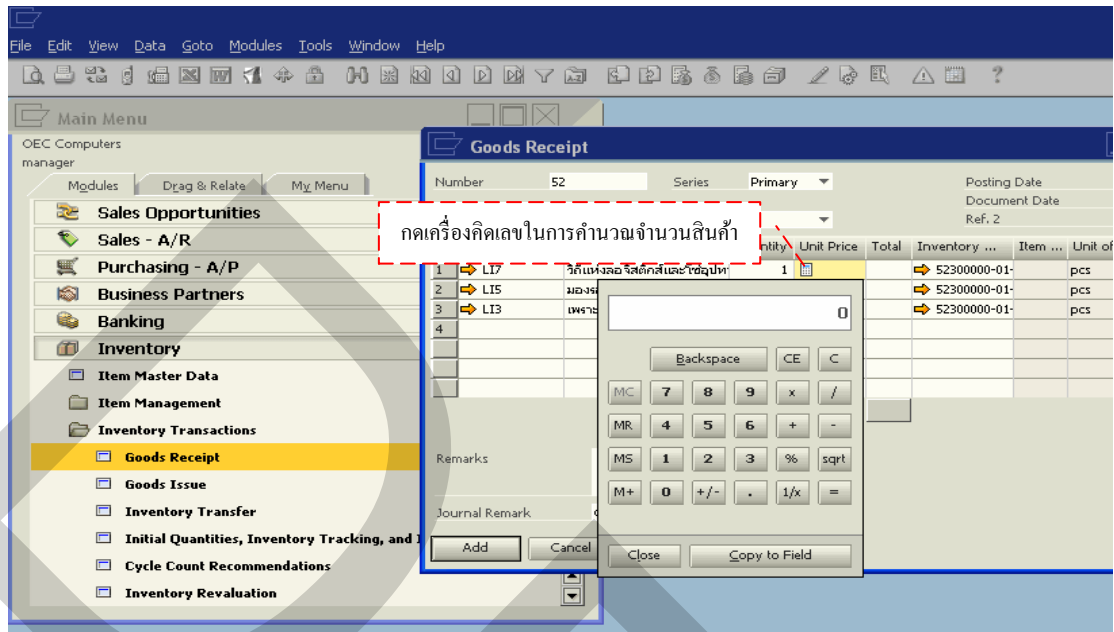 File Edit View Data Goto Modules Tools Window Help
Main Menu
OEC Computers
manager
Modules Drag & Relate My Menu
Sales Opportunities
Sales - A/R
Purchasing - A/P
Business Partners
Banking
Inventory
Item Master Data
Item Management
Inventory Transactions
Goods Receipt
Goods Issue
Inventory Transfer
Initial Quantities, Inventory Tracking, and
Cycle Count Recommendations
Inventory Revaluation
Goods Receipt
Number 52 Series Primary Posting Date
Document Date
Ref. 2
กดเครื่องคิดเลขในการคำนวณจำนวนสินค้า
Unit Price Total Inventory ... Item ... Unit of
1 LI7 1 52300000-01- pcs
2 LI5 52300000-01- pcs
3 LI3 52300000-01- pcs
4
0
Backspace CE C
MC 7 8 9 x /
MR 4 5 6 + -
MS 1 2 3 % sqrt
M+ 0 +/- . 1/x =
Close Copy to Field
Remarks
Journal Remark
Add Cancel